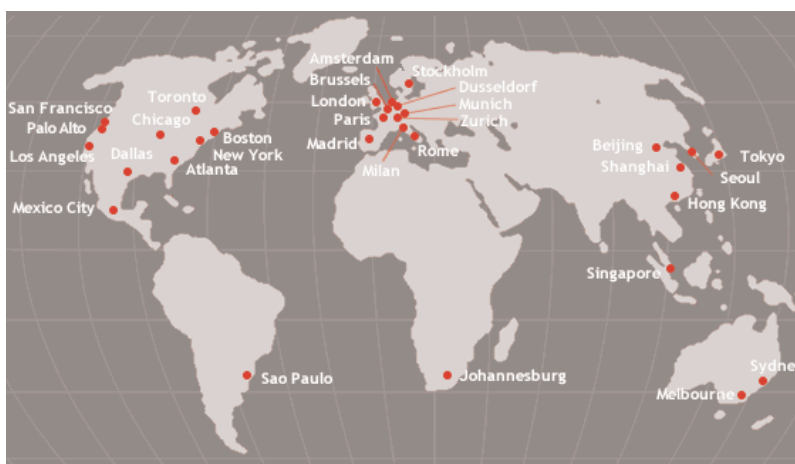 Amsterdam
Stockholm
Brussels
Dusseldorf
London
Munich
San Francisco
Toronto
Paris
Zurich
Palo Alto
Chicago
Boston
Madrid
Beijing
Los Angeles
Dallas
New York
Rome
Tokyo
Atlanta
Milan
Shanghai
Seoul
Mexico City
Hong Kong
Singapore
Sydne
Sao Paulo
Johannesburg
Melbourne